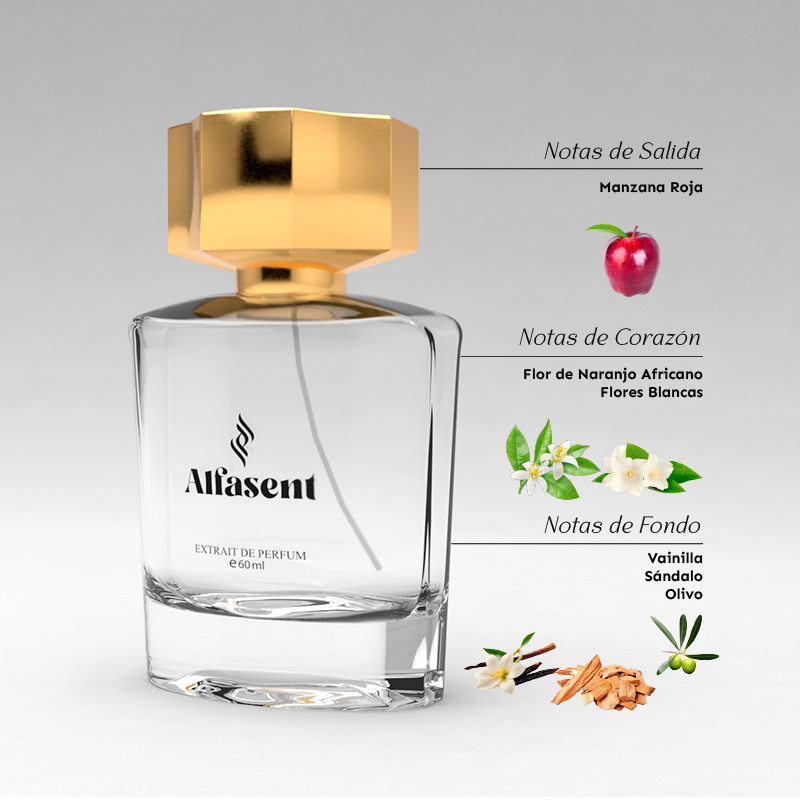 Notas de Salida
Manzana Roja
Notas de Corazón
Flor de Naranjo Africano
Flores Blancas
Alfasent
EXTRAIT DE PERFUM
e 60 ml
Notas de Fondo
Vainilla
Sándalo
Olivo